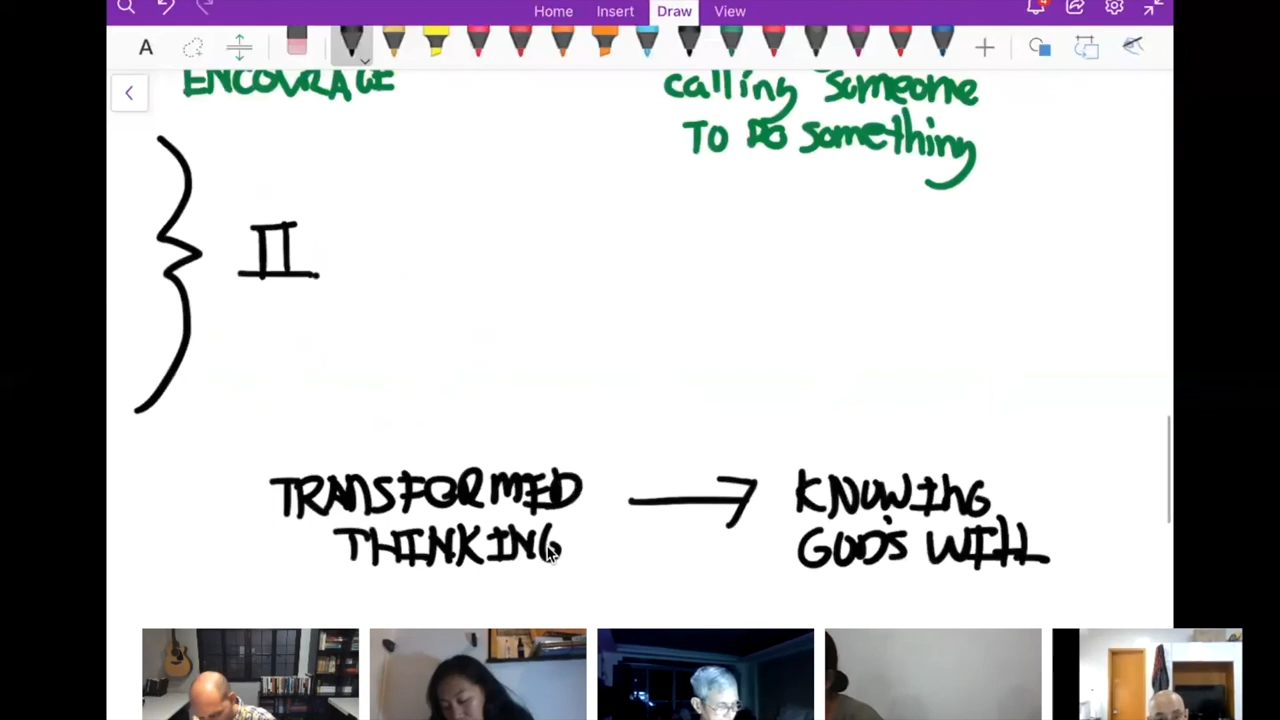 Home Insert Draw View
A
ENCOURAGE
calling someone
TO DO something
II
TRANSFORMED
THINKING
KNOWING
GOD'S WILL